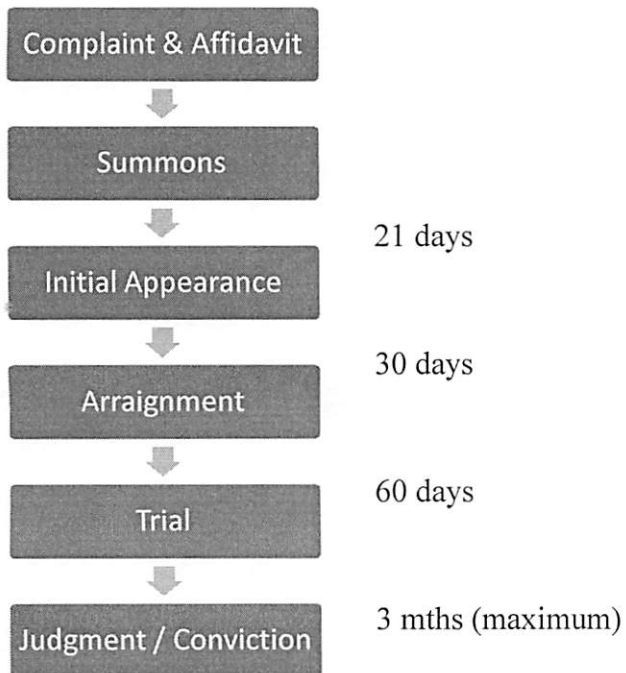 Complaint & Affidavit
Summons
21 days
Initial Appearance
30 days
Arraignment
60 days
Trial
3 mths (maximum)
Judgment / Conviction